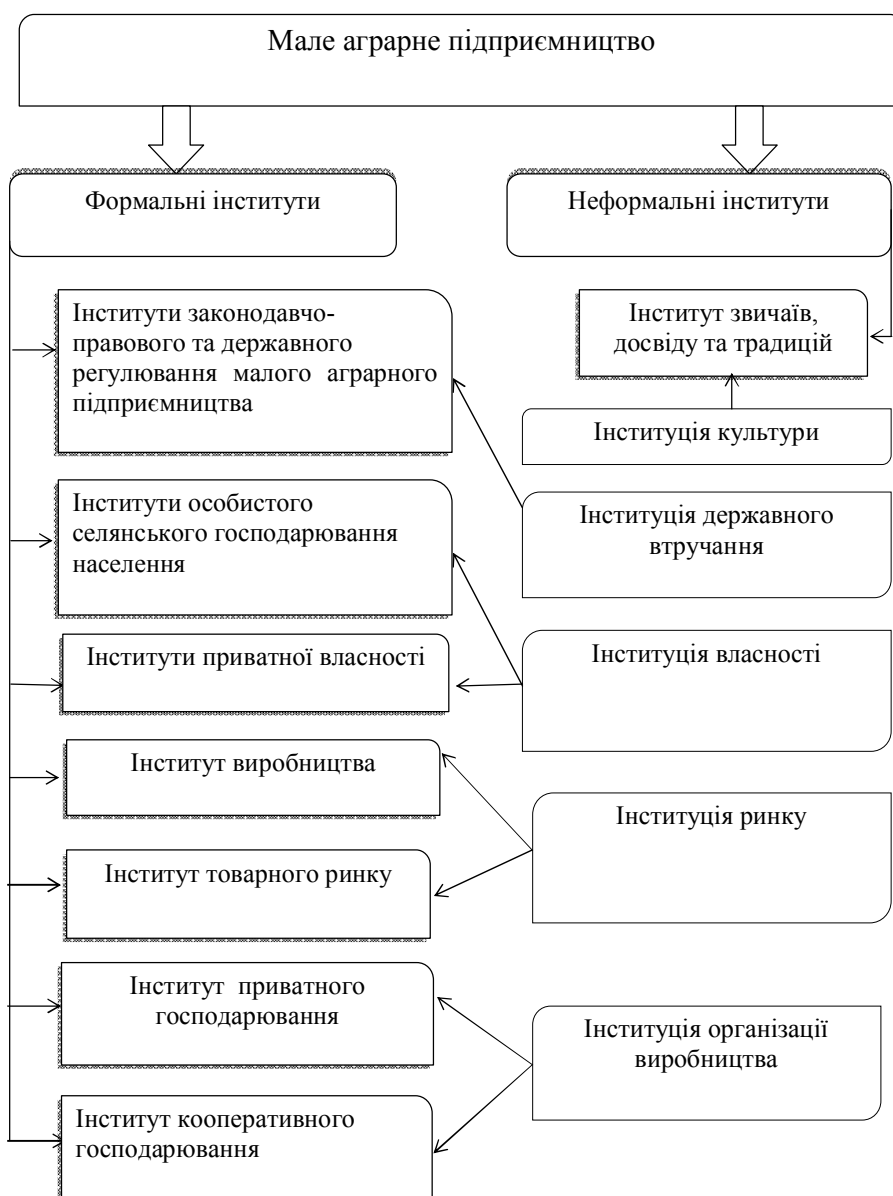 Мале аграрне підприємництво
Формальні інститути
Неформальні інститути
Інститути законодавчо-
правового та державного
регулювання малого аграрного
підприємництва
Інститут звичаїв,
досвіду та традицій
Інституція культури
Інститути особистого
селянського господарювання
населення
Інституція державного
втручання
Інститути приватної власності
Інституція власності
Інститут виробництва
Інституція ринку
Інститут товарного ринку
Інститут приватного
господарювання
Інституція організації
виробництва
Інститут кооперативного
господарювання